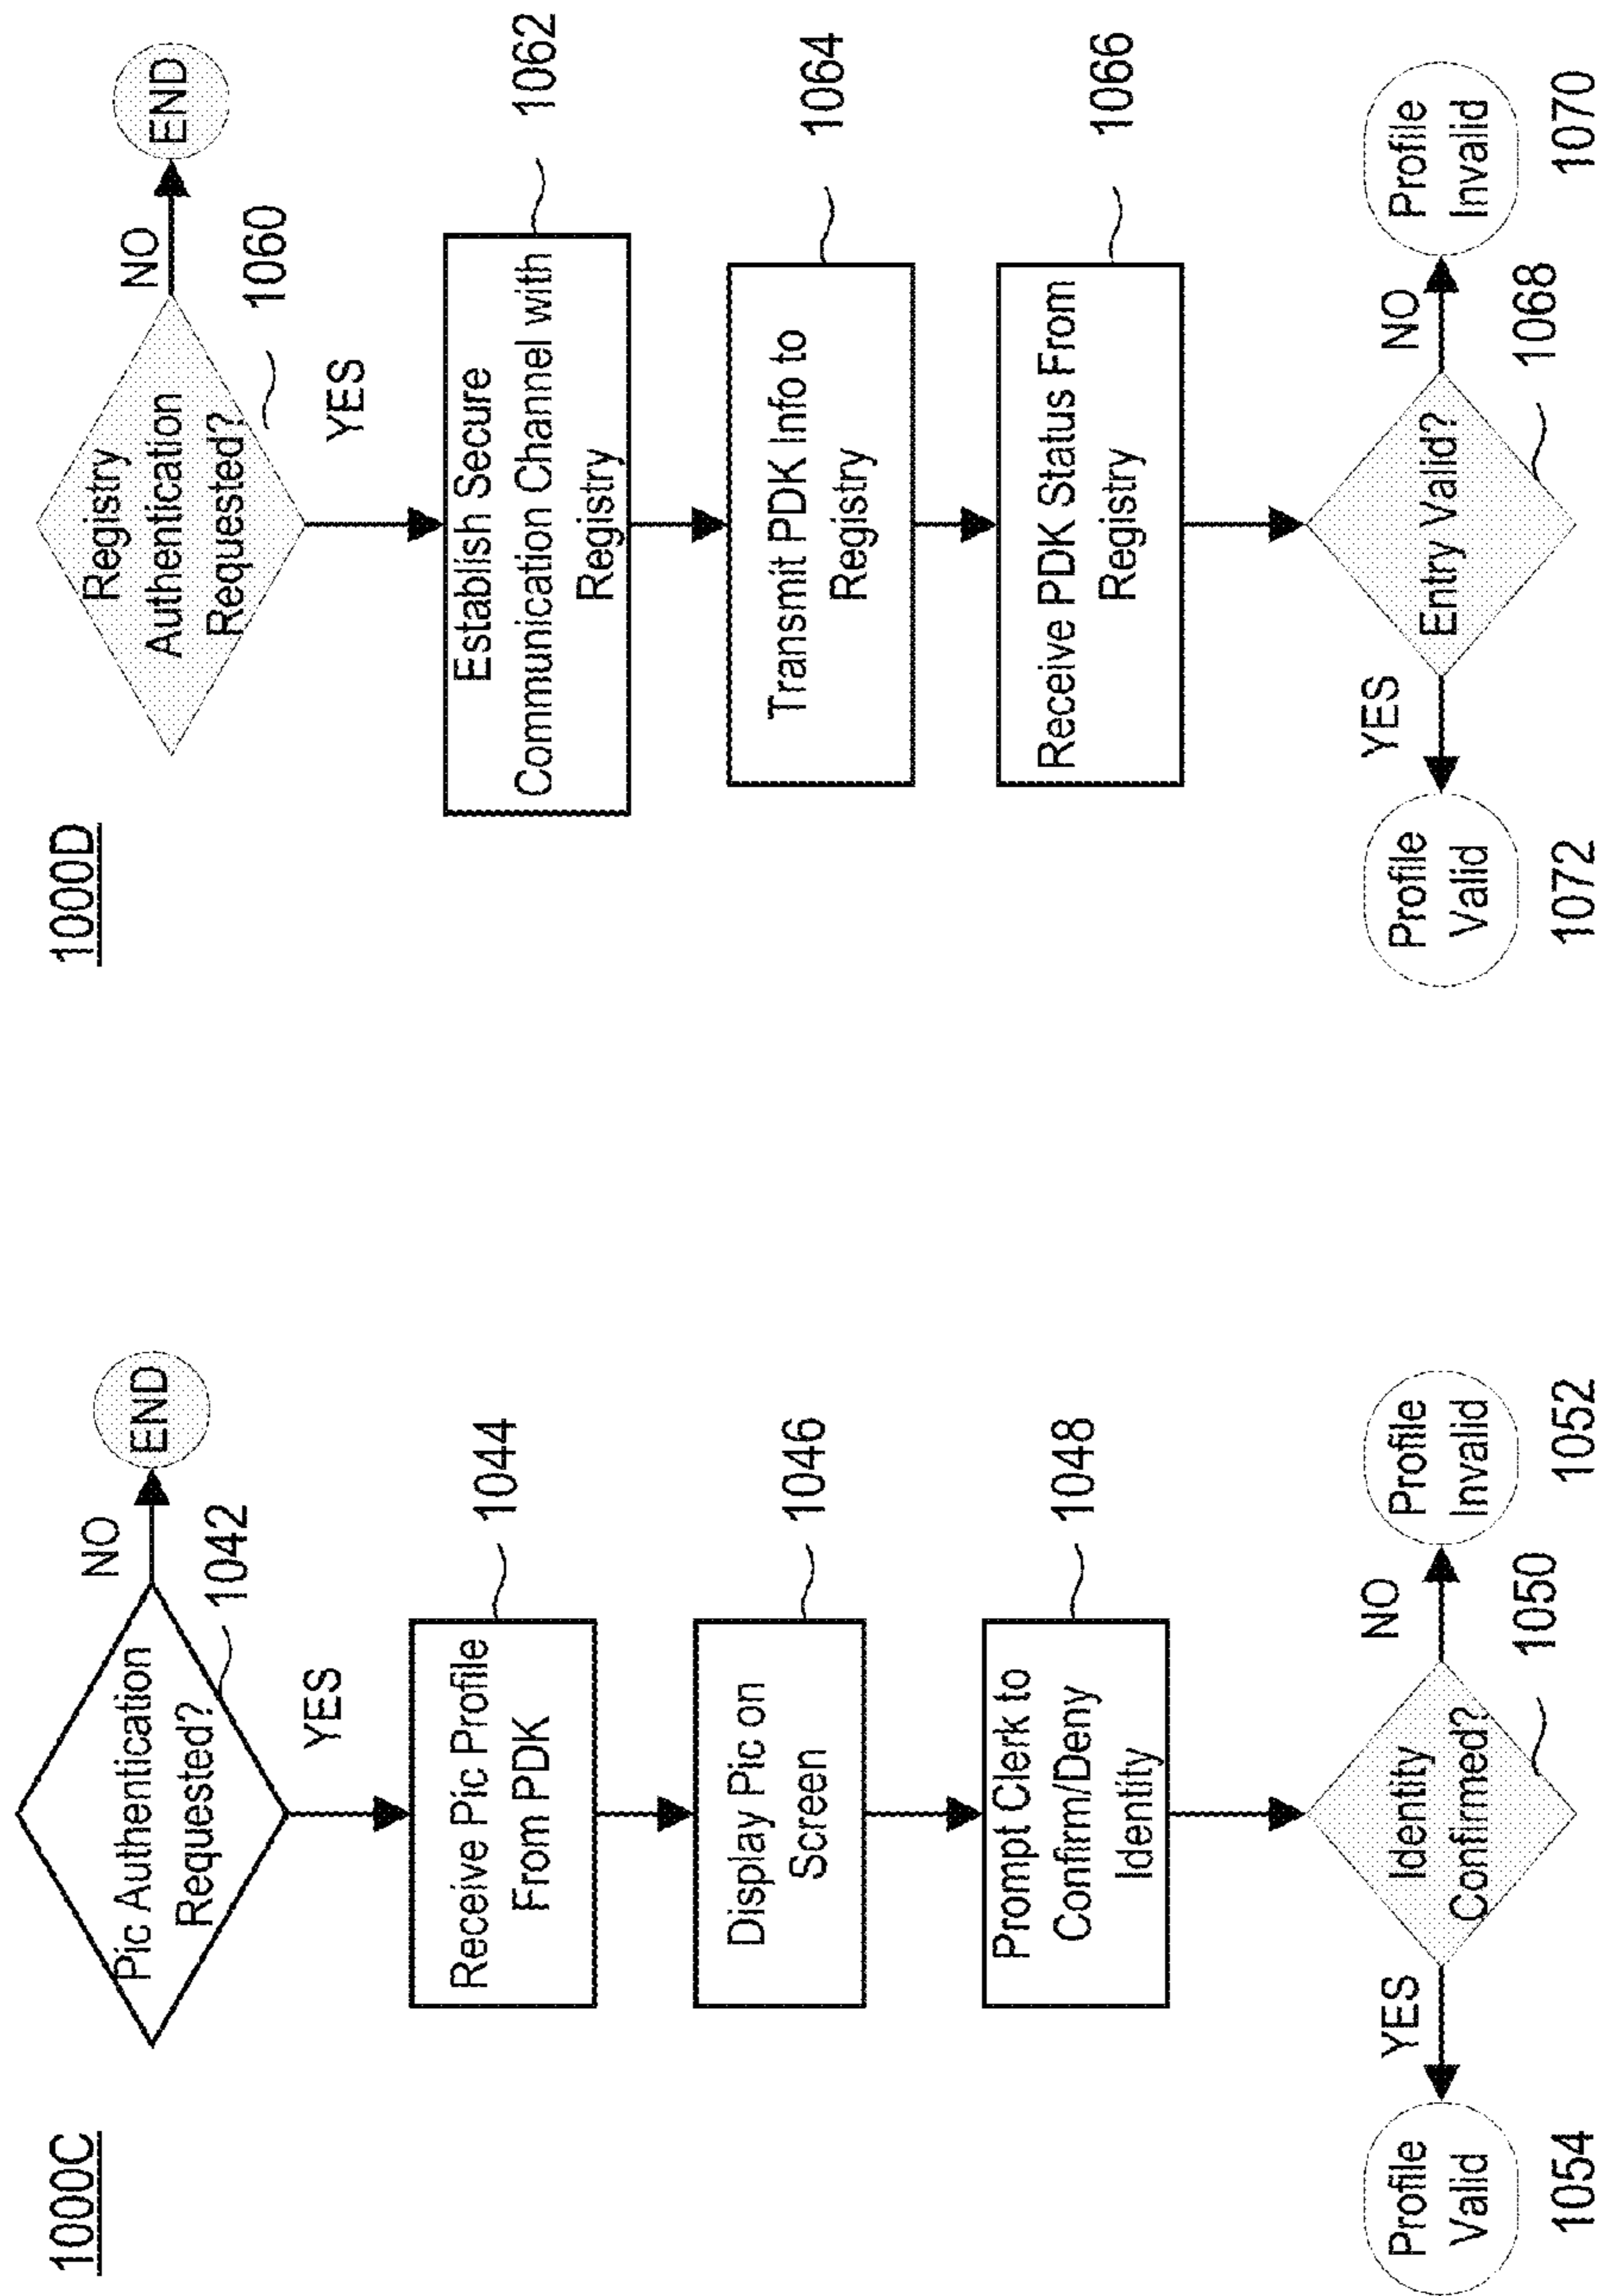 1000C
Pic Authentication
Requested?
NO
END
1042
YES
Receive Pic Profile
From PDK
1044
Display Pic on
Screen
1046
Prompt Clerk to
Confirm/Deny
Identity
1048
Identity
Confirmed?
1050
YES
NO
Profile
Valid
1054
Profile
Invalid
1052
1000D
Registry
Authentication
Requested?
NO
END
1060
YES
Establish Secure
Communication Channel with
Registry
1062
Transmit PDK Info to
Registry
1064
Receive PDK Status From
Registry
1066
Entry Valid?
1068
YES
NO
Profile
Valid
1072
Profile
Invalid
1070